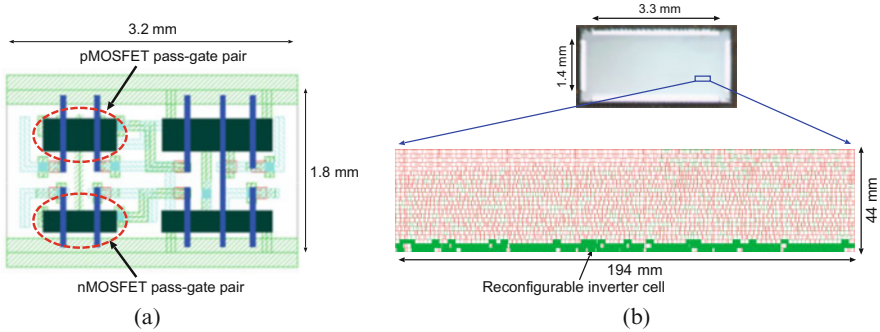 3.2 mm
pMOSFET pass-gate pair
1.8 mm
nMOSFET pass-gate pair
(a)
3.3 mm
1.4 mm
44 mm
194 mm
Reconfigurable inverter cell
(b)